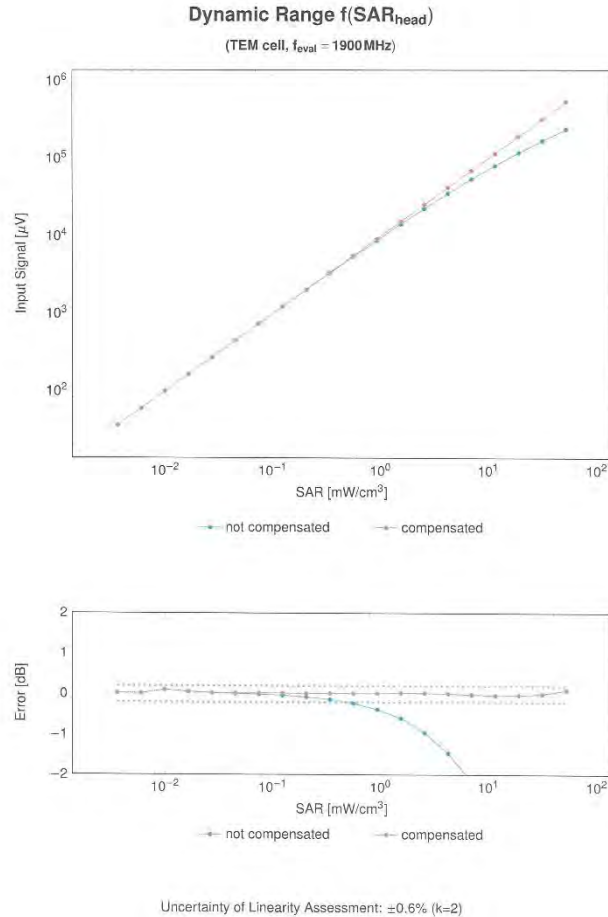 Dynamic Range f(SAR_head)
(TEM cell, f_eval = 1900 MHz)
10^6
10^5
10^4
10^3
10^2
Input Signal [µV]
10^-2 10^-1 10^0 10^1 10^2
SAR [mW/cm^3]
not compensated compensated
2
1
0
-1
-2
Error [dB]
10^-2 10^-1 10^0 10^1 10^2
SAR [mW/cm^3]
not compensated compensated
Uncertainty of Linearity Assessment: ±0.6% (k=2)